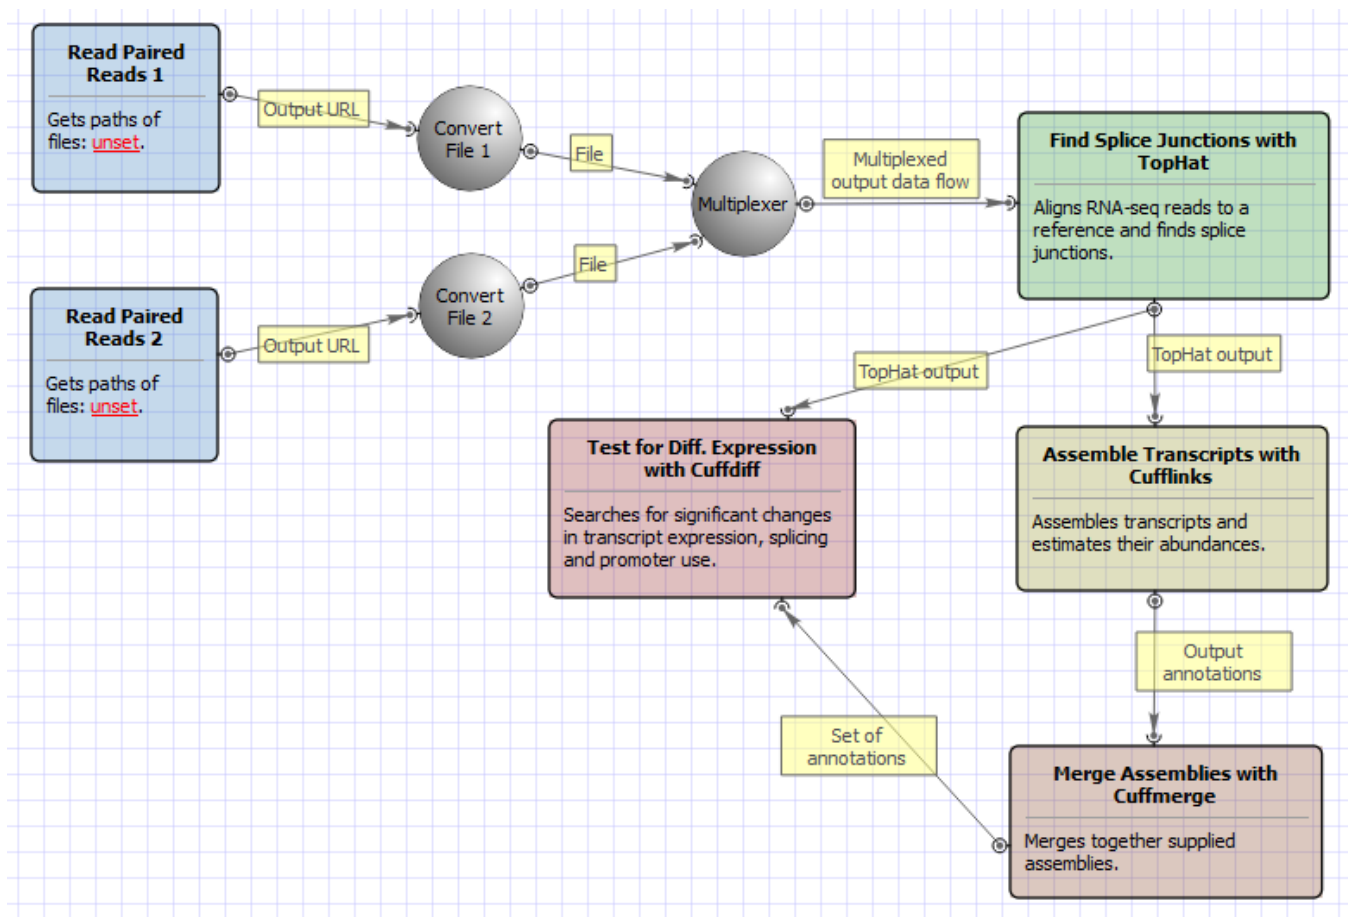 Read Paired
Reads 1
Gets paths of
files: unset.
Output URL
Convert
File 1
File
Multiplexer
Multiplexed
output data flow
Find Splice Junctions with
TopHat
Aligns RNA-seq reads to a
reference and finds splice
junctions.
Read Paired
Reads 2
Gets paths of
files: unset.
Output URL
Convert
File 2
File
TopHat output
TopHat output
Test for Diff. Expression
with Cuffdiff
Searches for significant changes
in transcript expression, splicing
and promoter use.
Assemble Transcripts with
Cufflinks
Assembles transcripts and
estimates their abundances.
Output
annotations
Set of
annotations
Merge Assemblies with
Cuffmerge
Merges together supplied
assemblies.